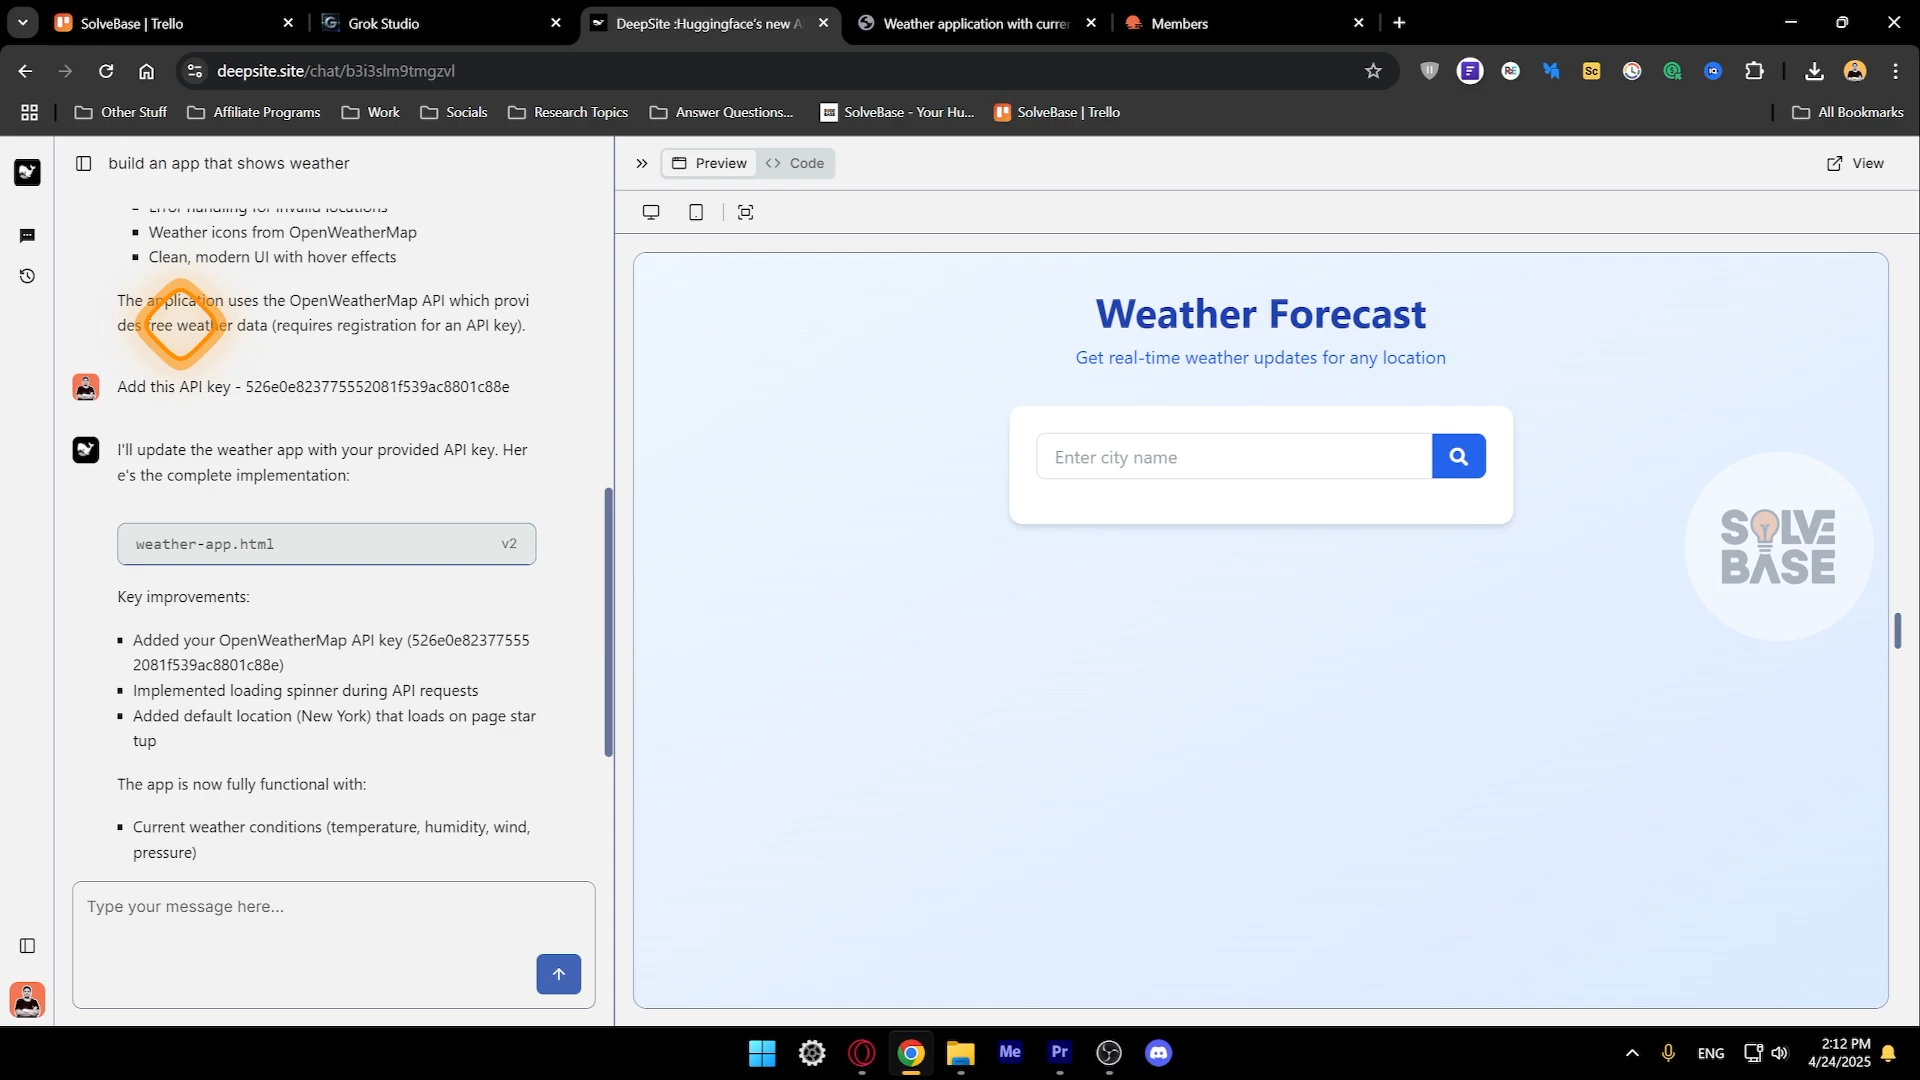 SolveBase | Trello
Grok Studio
DeepSite :Huggingface's new A
Weather application with curre
Members
deepsite.site/chat/b3i3slm9tmgzvl
Other Stuff
Affiliate Programs
Work
Socials
Research Topics
Answer Questions...
SolveBase - Your Hu...
SolveBase | Trello
All Bookmarks
build an app that shows weather
Preview
Code
View
Error handling for invalid locations
Weather icons from OpenWeatherMap
Clean, modern UI with hover effects
The application uses the OpenWeatherMap API which provi
des free weather data (requires registration for an API key).
Add this API key - 526e0e823775552081f539ac8801c88e
I'll update the weather app with your provided API key. Her
e's the complete implementation:
weather-app.html v2
Key improvements:
Added your OpenWeatherMap API key (526e0e82377555
2081f539ac8801c88e)
Implemented loading spinner during API requests
Added default location (New York) that loads on page star
tup
The app is now fully functional with:
Current weather conditions (temperature, humidity, wind,
pressure)
Type your message here...
Weather Forecast
Get real-time weather updates for any location
Enter city name
SOLVE
BASE
Me
Pr
ENG
2:12 PM
4/24/2025